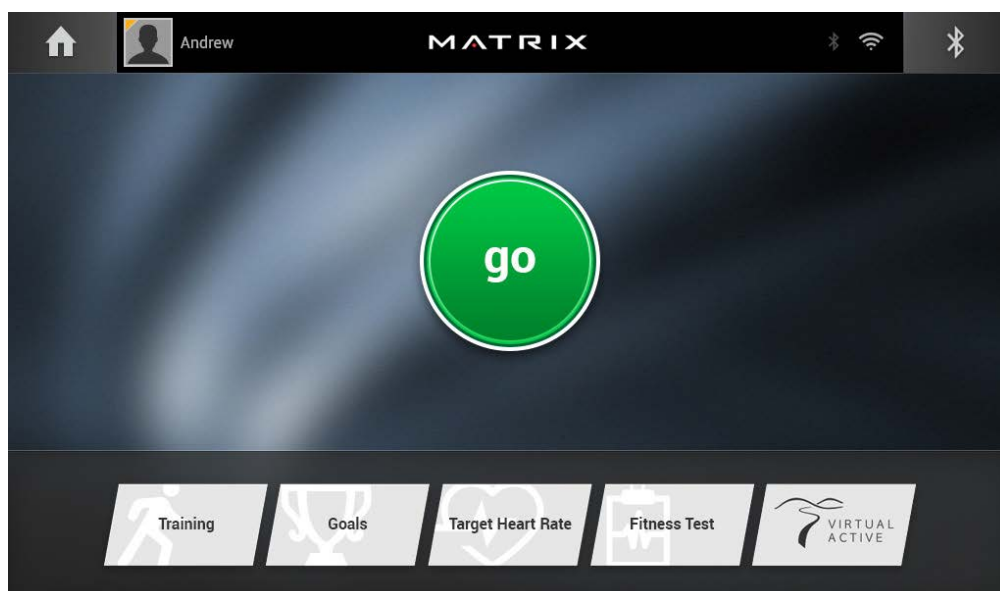 Andrew
MATRIX
go
Training
Goals
Target Heart Rate
Fitness Test
VIRTUAL
ACTIVE